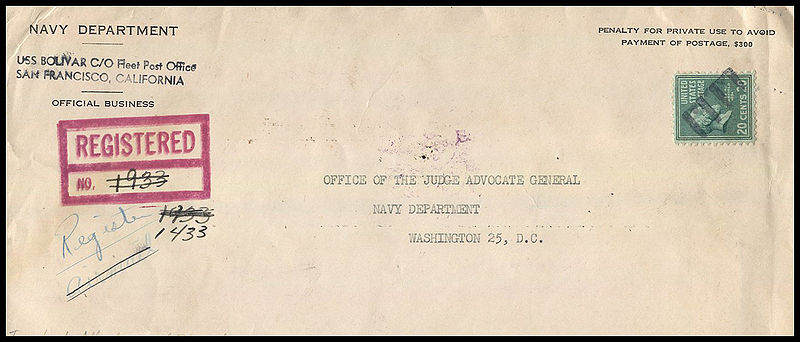 NAVY DEPARTMENT
USS BOLIVAR C/O Fleet Post Office
SAN FRANCISCO, CALIFORNIA
OFFICIAL BUSINESS
PENALTY FOR PRIVATE USE TO AVOID
PAYMENT OF POSTAGE, $300
UNITED
STATES
20 CENTS 20
REGISTERED
NO. 1933
1933
1433
Register
OFFICE OF THE JUDGE ADVOCATE GENERAL
NAVY DEPARTMENT
WASHINGTON 25, D.C.